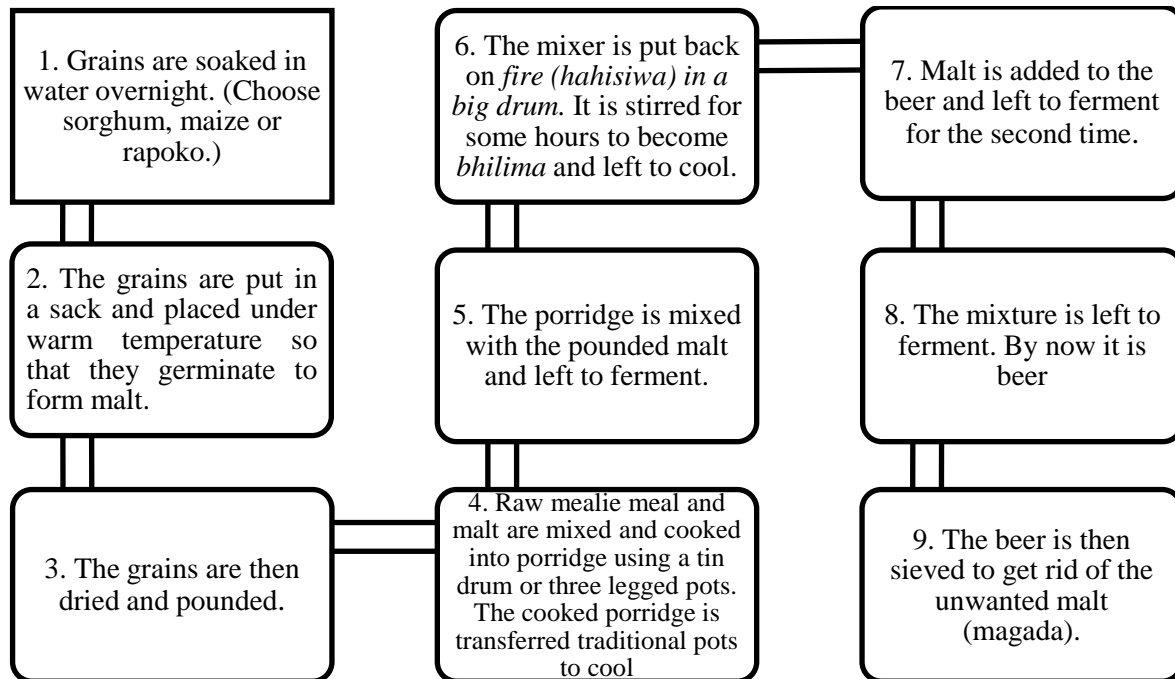 1. Grains are soaked in
water overnight. (Choose
sorghum, maize or
rapoko.)
2. The grains are put in
a sack and placed under
warm temperature so
that they germinate to
form malt.
3. The grains are then
dried and pounded.
4. Raw mealie meal and
malt are mixed and cooked
into porridge using a tin
drum or three legged pots.
The cooked porridge is
transferred traditional pots
to cool
5. The porridge is mixed
with the pounded malt
and left to ferment.
6. The mixer is put back
on fire (hahisiwa) in a
big drum. It is stirred for
some hours to become
bhilima and left to cool.
7. Malt is added to the
beer and left to ferment
for the second time.
8. The mixture is left to
ferment. By now it is
beer
9. The beer is then
sieved to get rid of the
unwanted malt
(magada).